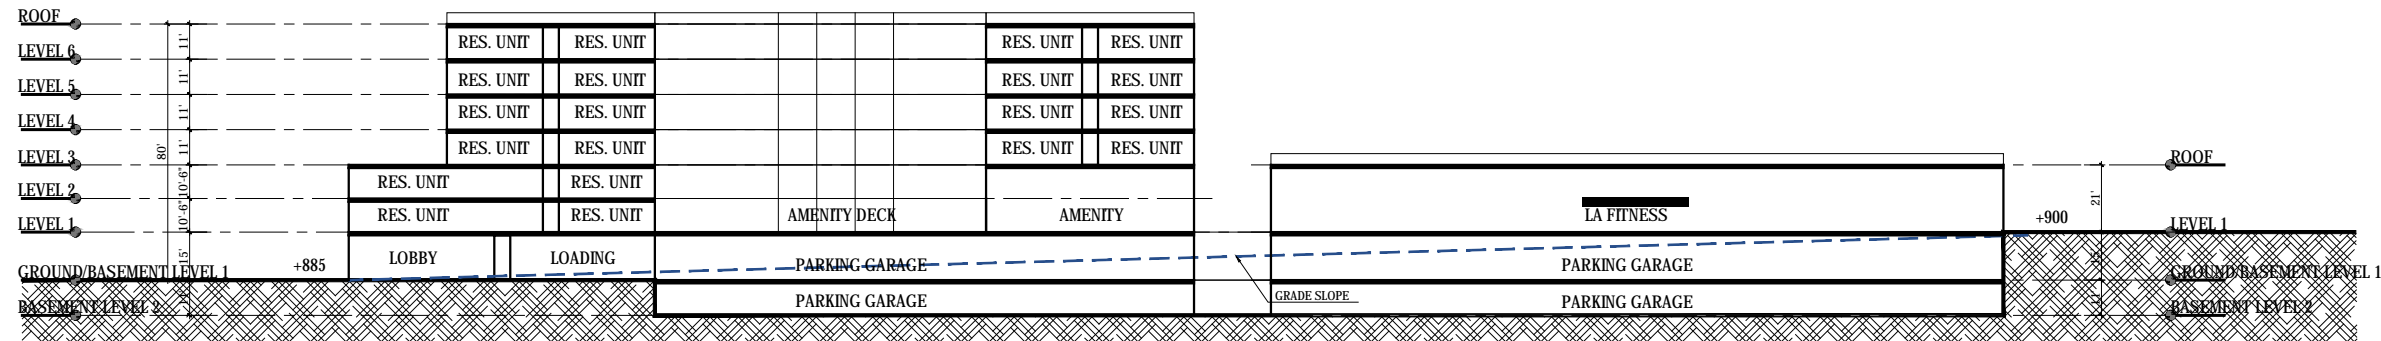 ROOF
11'
RES. UNIT RES. UNIT RES. UNIT RES. UNIT
LEVEL 6
11'
RES. UNIT RES. UNIT RES. UNIT RES. UNIT
LEVEL 5
11'
RES. UNIT RES. UNIT RES. UNIT RES. UNIT
LEVEL 4
80'
11'
RES. UNIT RES. UNIT RES. UNIT RES. UNIT
LEVEL 3
ROOF
10'-6"
RES. UNIT RES. UNIT
LEVEL 2
21'
10'-6"
RES. UNIT RES. UNIT AMENITY DECK AMENITY LA FITNESS +900
LEVEL 1
LEVEL 1
15'
+885 LOBBY LOADING PARKING GARAGE PARKING GARAGE
15'
GROUND/BASEMENT LEVEL 1
GROUND/BASEMENT LEVEL 1
PARKING GARAGE GRADE SLOPE PARKING GARAGE
11'
BASEMENT LEVEL 2
BASEMENT LEVEL 2